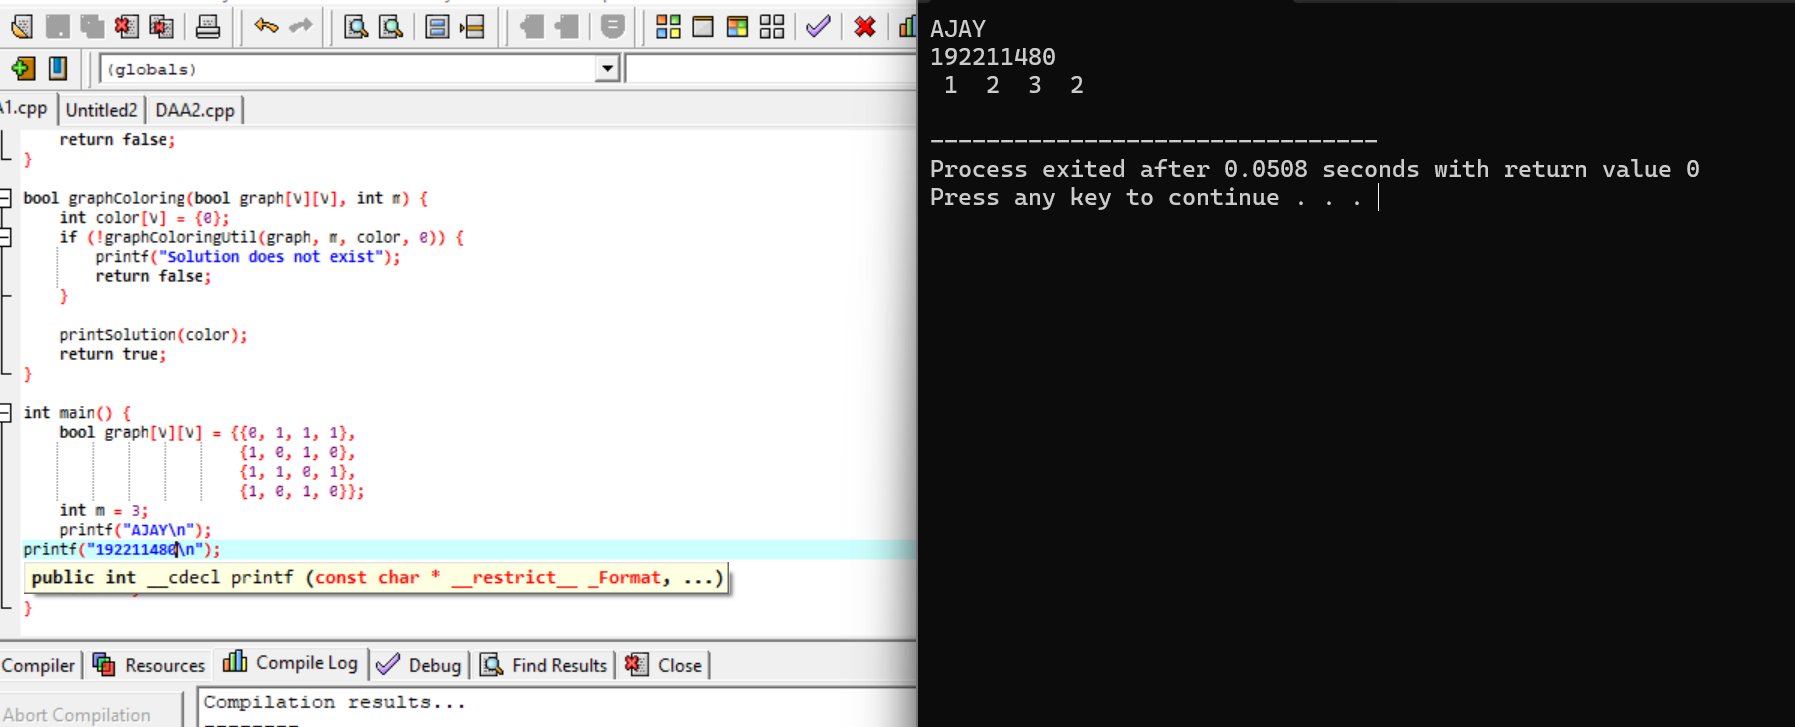 (globals)
A1.cpp Untitled2 DAA2.cpp
return false;
}
bool graphColoring(bool graph[V][V], int m) {
int color[V] = {0};
if (!graphColoringUtil(graph, m, color, 0)) {
printf("Solution does not exist");
return false;
}
printSolution(color);
return true;
}
int main() {
bool graph[V][V] = {{0, 1, 1, 1},
{1, 0, 1, 0},
{1, 1, 0, 1},
{1, 0, 1, 0}};
int m = 3;
printf("AJAY\n");
printf("192211480\n");
public int __cdecl printf (const char * __restrict__ _Format, ...)
}
Compiler Resources Compile Log Debug Find Results Close
Abort Compilation
Compilation results...
--------
AJAY
192211480
1 2 3 2
--------------------------------
Process exited after 0.0508 seconds with return value 0
Press any key to continue . . .